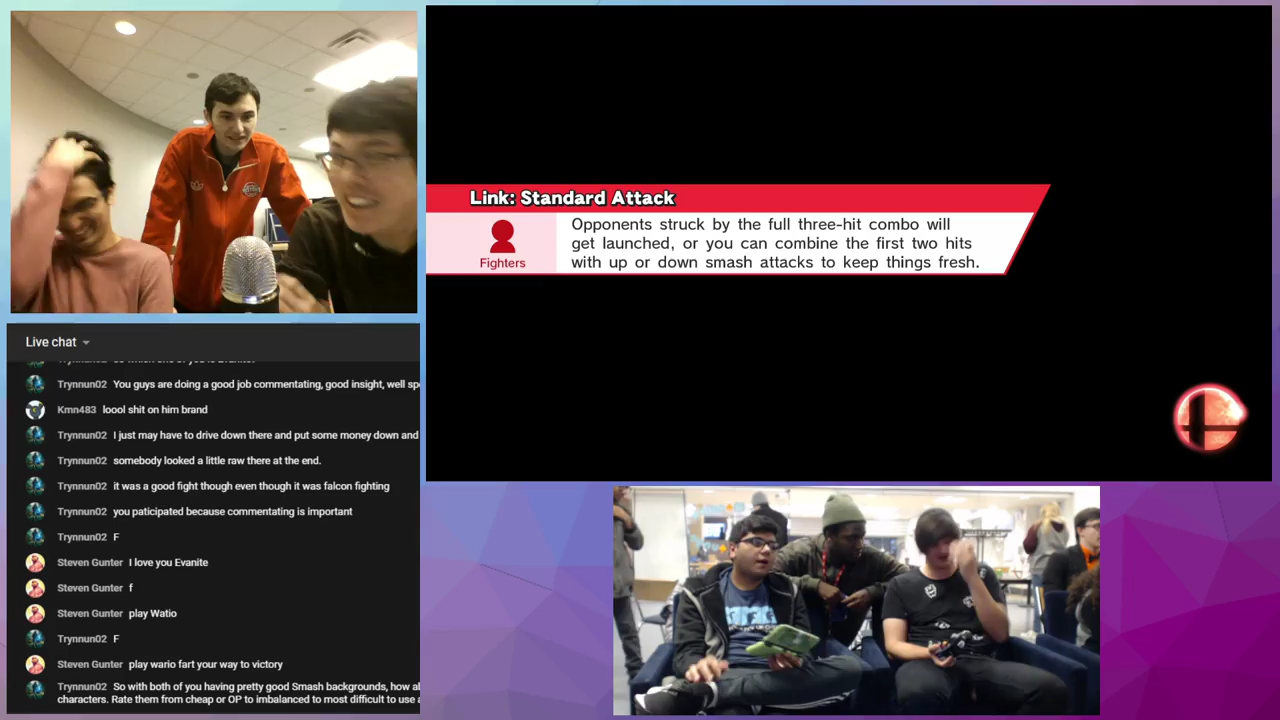 Link: Standard Attack
Opponents struck by the full three-hit combo will
get launched, or you can combine the first two hits
with up or down smash attacks to keep things fresh.
Fighters
Live chat
Trynnun02 You guys are doing a good job commentating, good insight, well
Kmn483 loool shit on him brand
Trynnun02 I just may have to drive down there and put some money down and
Trynnun02 somebody looked a little raw there at the end.
Trynnun02 it was a good fight though even though it was falcon fighting
Trynnun02 you paticipated because commentating is important
Trynnun02 F
Steven Gunter I love you Evanite
Steven Gunter f
Steven Gunter play Watio
Trynnun02 F
Steven Gunter play wario fart your way to victory
Trynnun02 So with both of you having pretty good Smash backgrounds, how
characters. Rate them from cheap or OP to imbalanced to most difficult to use